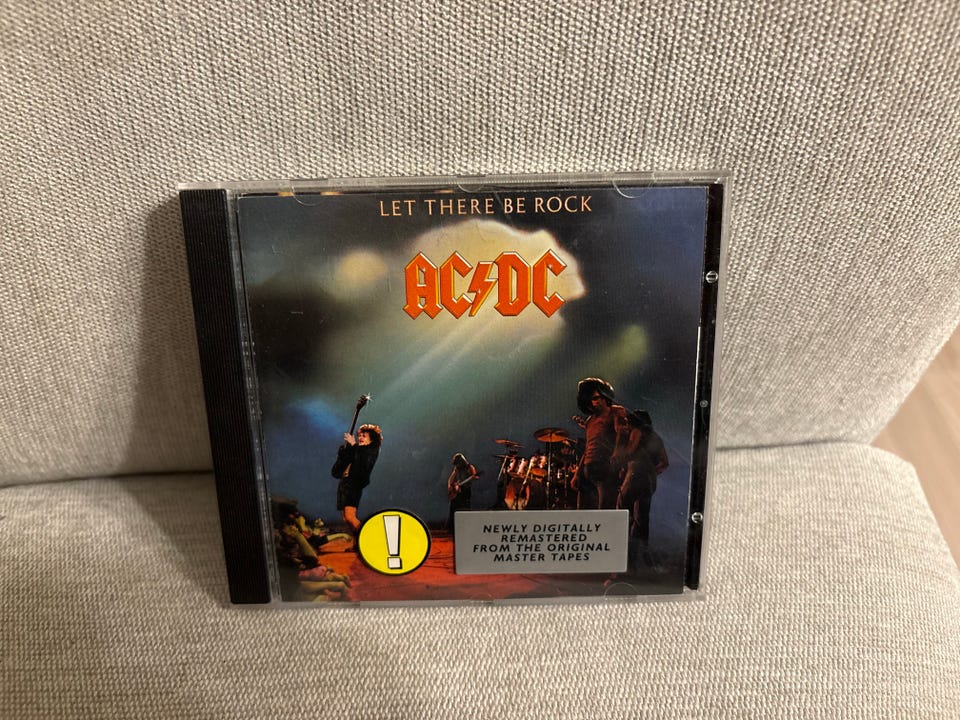 LET THERE BE ROCK
AC⚡DC
!
NEWLY DIGITALLY
REMASTERED
FROM THE ORIGINAL
MASTER TAPES